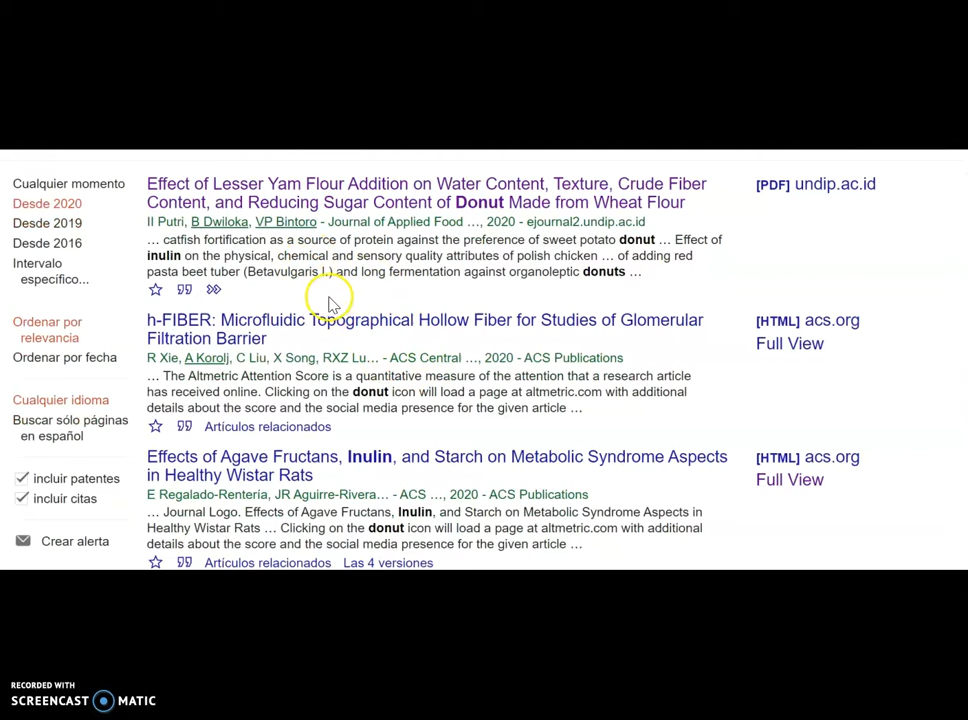 Cualquier momento
Desde 2020
Desde 2019
Desde 2016
Intervalo
específico...
Ordenar por
relevancia
Ordenar por fecha
Cualquier idioma
Buscar sólo páginas
en español
incluir patentes
incluir citas
Crear alerta
Effect of Lesser Yam Flour Addition on Water Content, Texture, Crude Fiber
Content, and Reducing Sugar Content of Donut Made from Wheat Flour
II Putri, B Dwiloka, VP Bintoro - Journal of Applied Food …, 2020 - ejournal2.undip.ac.id
… catfish fortification as a source of protein against the preference of sweet potato donut … Effect of
inulin on the physical, chemical and sensory quality attributes of polish chicken … of adding red
pasta beet tuber (Betavulgaris L) and long fermentation against organoleptic donuts …
[PDF] undip.ac.id
h-FIBER: Microfluidic Topographical Hollow Fiber for Studies of Glomerular
Filtration Barrier
R Xie, A Korolj, C Liu, X Song, RXZ Lu… - ACS Central …, 2020 - ACS Publications
… The Altmetric Attention Score is a quantitative measure of the attention that a research article
has received online. Clicking on the donut icon will load a page at altmetric.com with additional
details about the score and the social media presence for the given article …
Artículos relacionados
[HTML] acs.org
Full View
Effects of Agave Fructans, Inulin, and Starch on Metabolic Syndrome Aspects
in Healthy Wistar Rats
E Regalado-Rentería, JR Aguirre-Rivera… - ACS …, 2020 - ACS Publications
… Journal Logo. Effects of Agave Fructans, Inulin, and Starch on Metabolic Syndrome Aspects in
Healthy Wistar Rats … Clicking on the donut icon will load a page at altmetric.com with additional
details about the score and the social media presence for the given article …
Artículos relacionados Las 4 versiones
[HTML] acs.org
Full View
RECORDED WITH
SCREENCAST MATIC